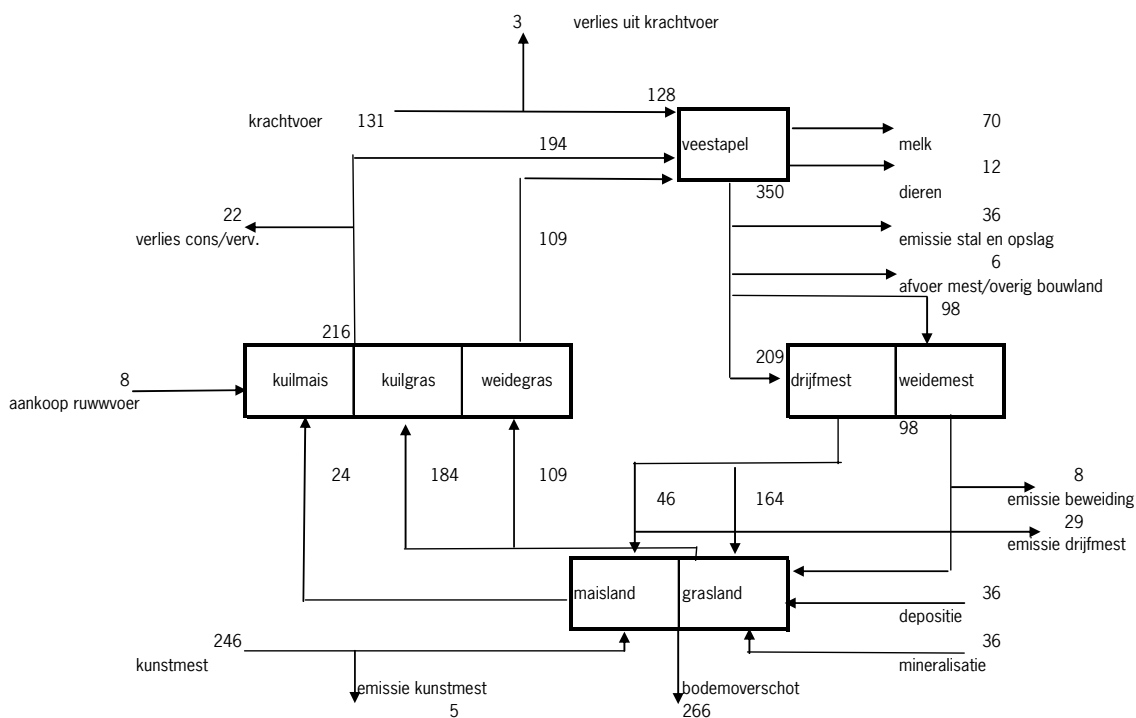 3 verlies uit krachtvoer
128
krachtvoer 131
194
veestapel
70
melk
12
dieren
350
22
verlies cons/verv.
109
36
emissie stal en opslag
6
afvoer mest/overig bouwland
98
216
209
8
aankoop ruwwvoer
kuilmais kuilgras weidegras
drijfmest weidemest
98
24 184 109
46 164
8
emissie beweiding
29
emissie drijfmest
maisland grasland
36
depositie
246
kunstmest
36
mineralisatie
emissie kunstmest
5
bodemoverschot
266